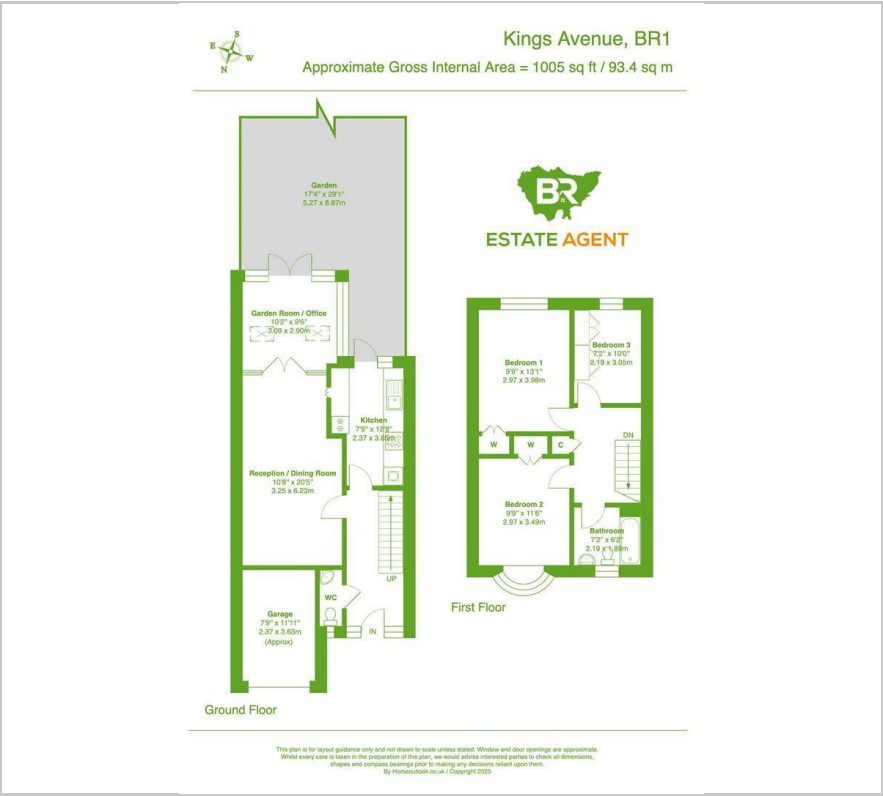 Kings Avenue, BR1
Approximate Gross Internal Area = 1005 sq ft / 93.4 sq m
S
E
W
N
Garden
17'4" x 29'1"
5.27 x 8.87m
BR
ESTATE AGENT
Garden Room / Office
10'2" x 9'6"
3.09 x 2.90m
Kitchen
7'9" x 12'8"
2.37 x 3.85m
Reception / Dining Room
10'8" x 20'5"
3.25 x 6.23m
UP
WC
IN
Garage
7'9" x 11'11"
2.37 x 3.63m
(Approx)
Ground Floor
Bedroom 1
9'9" x 13'1"
2.97 x 3.98m
Bedroom 3
7'2" x 10'0"
2.19 x 3.05m
W
W
C
DN
Bedroom 2
9'9" x 11'6"
2.97 x 3.49m
Bathroom
7'2" x 6'2"
2.19 x 1.89m
First Floor
This plan is for layout guidance only and not drawn to scale unless stated. Window and door openings are approximate.
Whilst every care is taken in the preparation of this plan, we would advise interested parties to check all dimensions,
shapes and compass bearings prior to making any decisions reliant upon them.
By Homeoutlook.co.uk / Copyright 2025